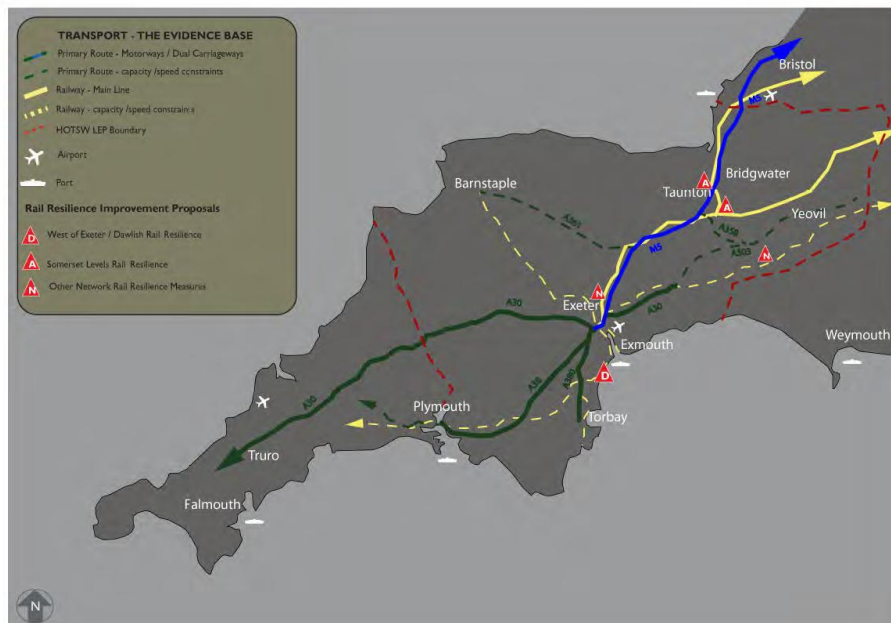 TRANSPORT - THE EVIDENCE BASE
Primary Route - Motorways / Dual Carriageways
Primary Route - capacity /speed constraints
Railway - Main Line
Railway - capacity /speed constraints
HOTSW LEP Boundary
Airport
Port
Rail Resilience Improvement Proposals
D West of Exeter / Dawlish Rail Resilience
A Somerset Levels Rail Resilience
N Other Network Rail Resilience Measures
Bristol
M5
Bridgwater
A
Taunton
Barnstaple
A
Yeovil
A361
A358
M5
A303
N
N
Exeter
A30
A30
Exmouth
Weymouth
D
A38
A380
Plymouth
Torbay
A30
Truro
Falmouth
N